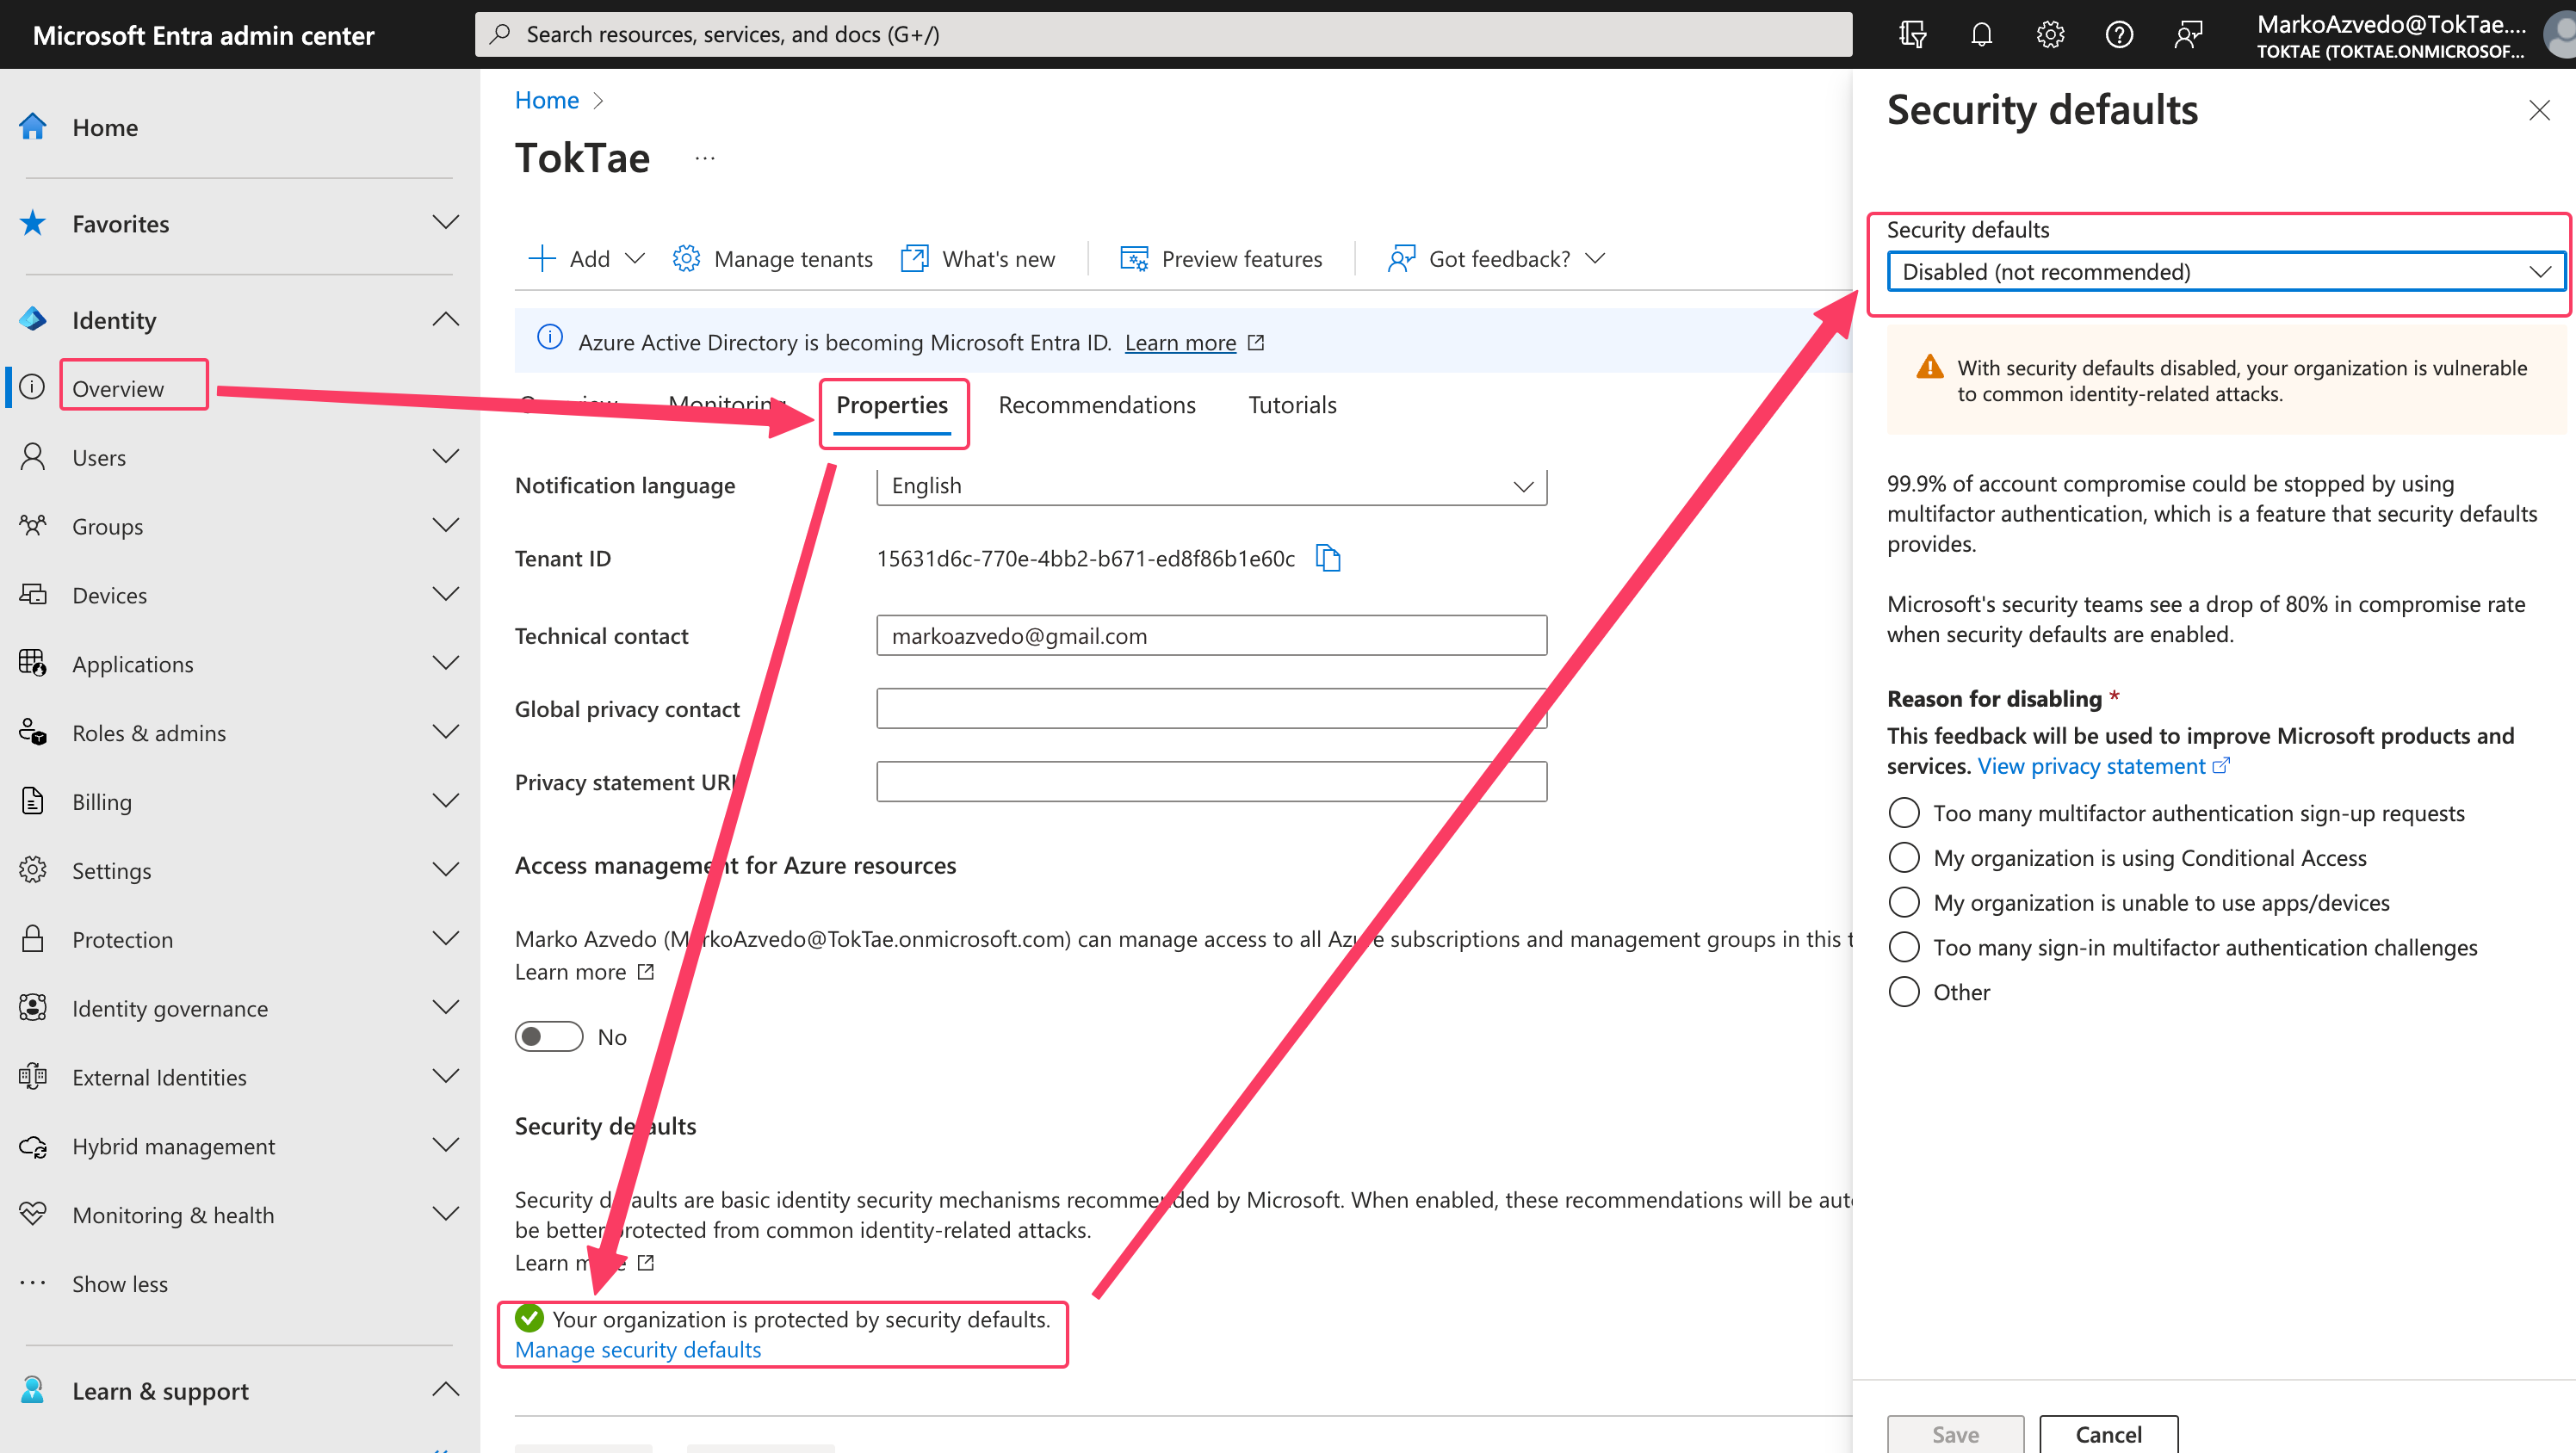 Microsoft Entra admin center
Search resources, services, and docs (G+/)
MarkoAzvedo@TokTae....
TOKTAE (TOKTAE.ONMICROSOF...
Home
Favorites
Identity
Overview
Users
Groups
Devices
Applications
Roles & admins
Billing
Settings
Protection
Identity governance
External Identities
Hybrid management
Monitoring & health
Show less
Learn & support
Home
TokTae
Add
Manage tenants
What's new
Preview features
Got feedback?
Azure Active Directory is becoming Microsoft Entra ID. Learn more
Overview
Monitoring
Properties
Recommendations
Tutorials
Notification language
English
Tenant ID
15631d6c-770e-4bb2-b671-ed8f86b1e60c
Technical contact
markoazvedo@gmail.com
Global privacy contact
Privacy statement URL
Access management for Azure resources
Marko Azvedo (MarkoAzvedo@TokTae.onmicrosoft.com) can manage access to all Azure subscriptions and management groups in this t
Learn more
No
Security defaults
Security defaults are basic identity security mechanisms recommended by Microsoft. When enabled, these recommendations will be aut
be better protected from common identity-related attacks.
Learn more
Your organization is protected by security defaults.
Manage security defaults
Security defaults
Security defaults
Disabled (not recommended)
With security defaults disabled, your organization is vulnerable
to common identity-related attacks.
99.9% of account compromise could be stopped by using
multifactor authentication, which is a feature that security defaults
provides.
Microsoft's security teams see a drop of 80% in compromise rate
when security defaults are enabled.
Reason for disabling *
This feedback will be used to improve Microsoft products and
services. View privacy statement
Too many multifactor authentication sign-up requests
My organization is using Conditional Access
My organization is unable to use apps/devices
Too many sign-in multifactor authentication challenges
Other
Save
Cancel